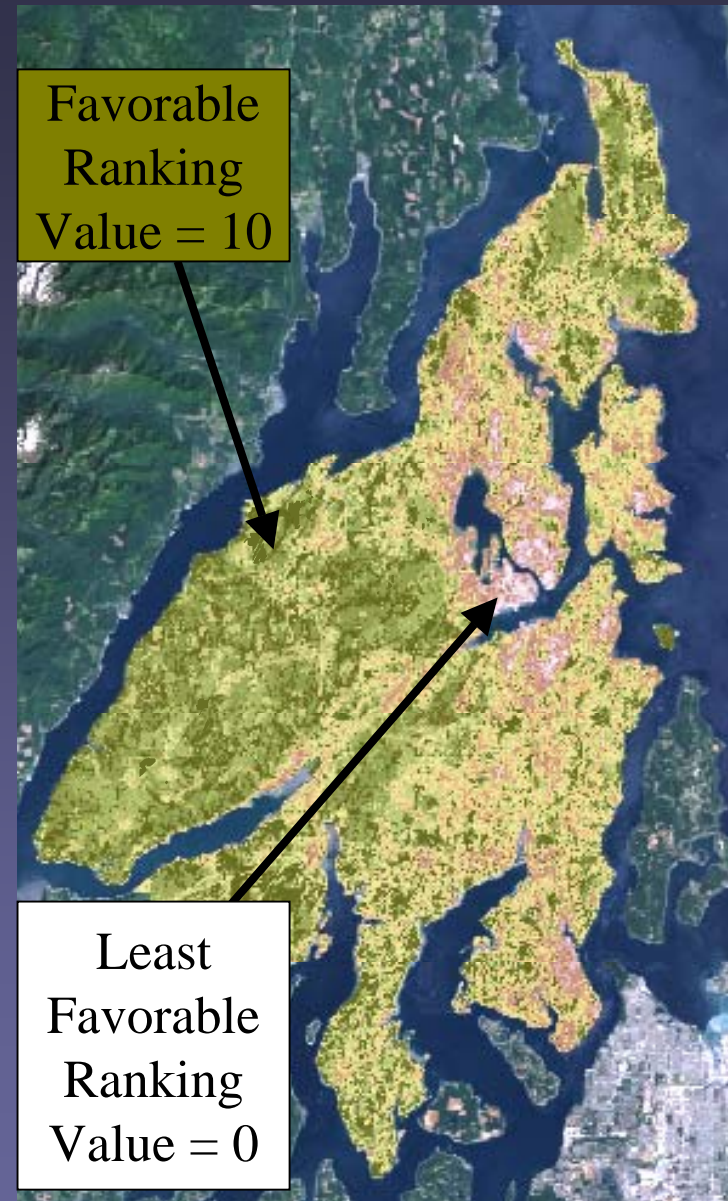 Favorable
Ranking
Value = 10
Least
Favorable
Ranking
Value = 0